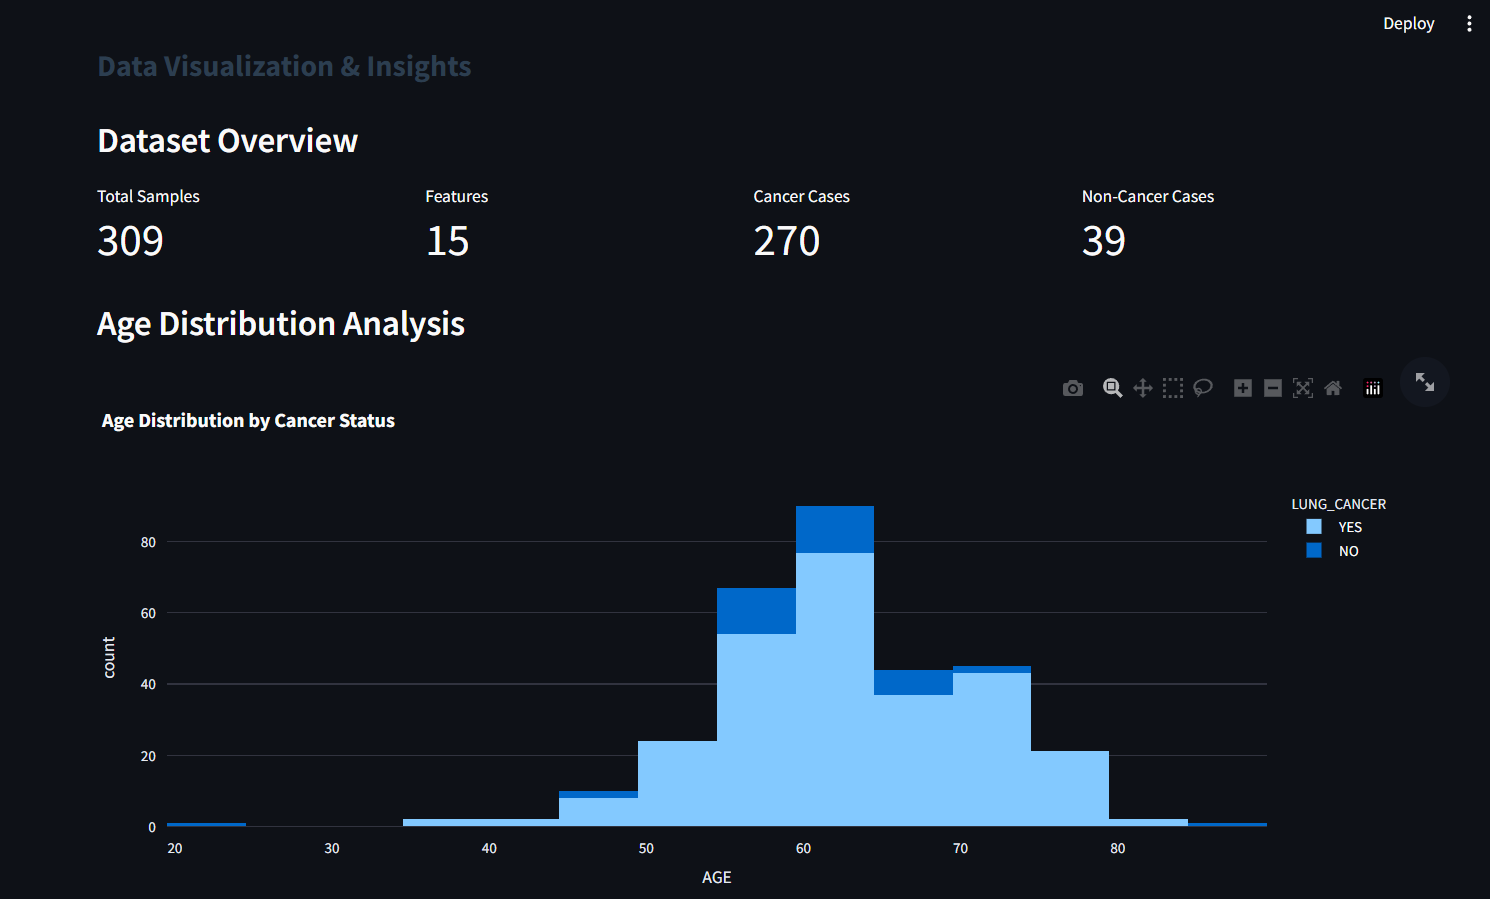 Deploy
Data Visualization & Insights
Dataset Overview
Total Samples Features Cancer Cases Non-Cancer Cases
309 15 270 39
Age Distribution Analysis
Age Distribution by Cancer Status
LUNG_CANCER
YES
NO
80
60
40
20
0
count
20 30 40 50 60 70 80
AGE